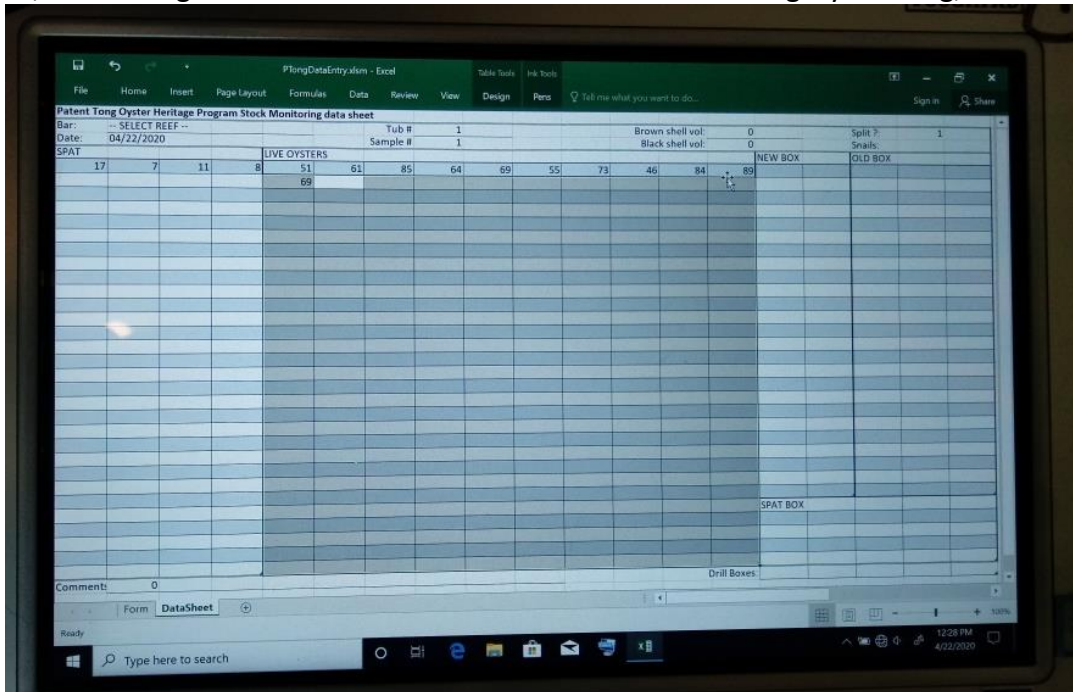 PTongDataEntry.xlsm - Excel
Table Tools Ink Tools
File Home Insert Page Layout Formulas Data Review View Design Pens Tell me what you want to do... Sign in Share
Patent Tong Oyster Heritage Program Stock Monitoring data sheet
Bar: -- SELECT REEF -- Tub # 1 Brown shell vol: 0 Split ?: 1
Date: 04/22/2020 Sample # 1 Black shell vol: 0 Snails:
SPAT LIVE OYSTERS NEW BOX OLD BOX
17 7 11 8 51 61 85 64 69 55 73 46 84 89
69
SPAT BOX
Drill Boxes:
Comment: 0
Form DataSheet
Ready 100%
Type here to search
12:28 PM
4/22/2020